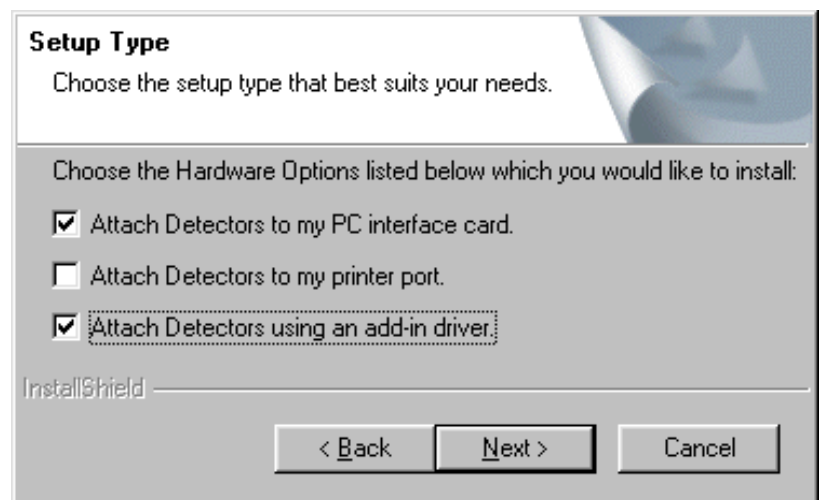 Setup Type
Choose the setup type that best suits your needs.
Choose the Hardware Options listed below which you would like to install:
Attach Detectors to my PC interface card.
Attach Detectors to my printer port.
Attach Detectors using an add-in driver.
InstallShield
< Back Next > Cancel